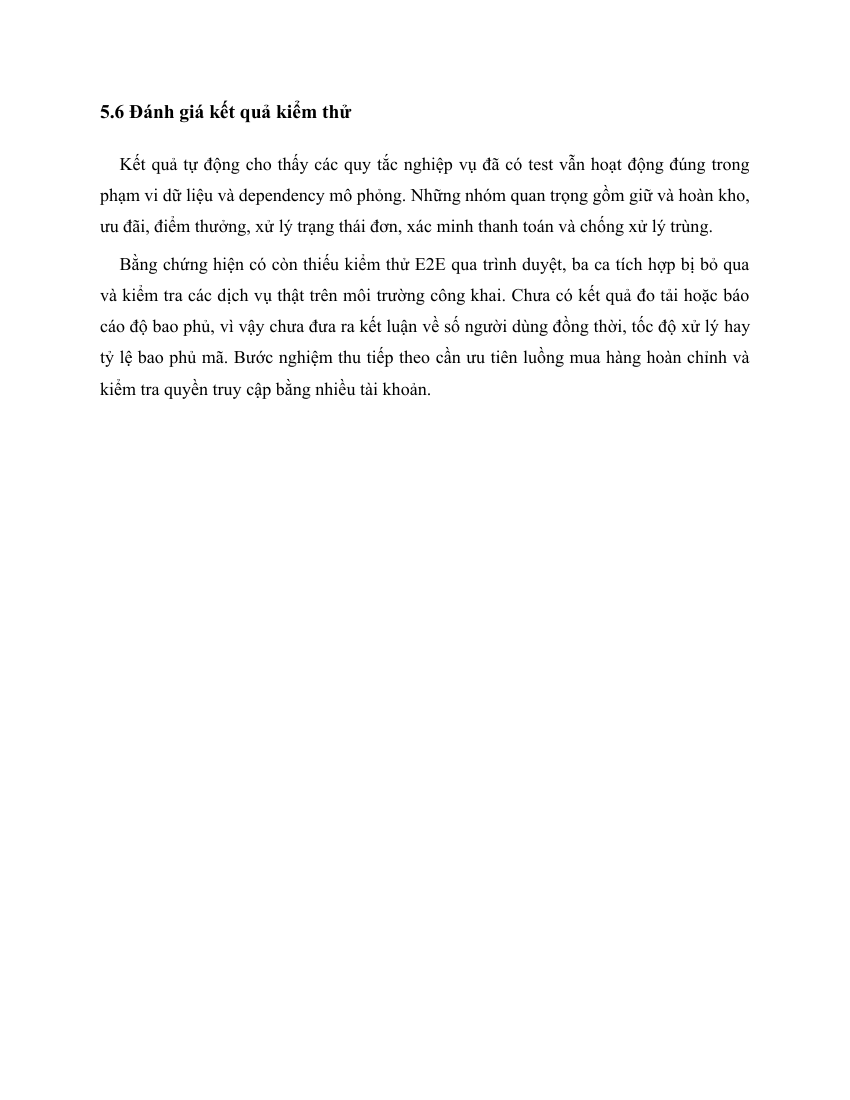 5.6 Đánh giá kết quả kiểm thử
Kết quả tự động cho thấy các quy tắc nghiệp vụ đã có test vẫn hoạt động đúng trong
phạm vi dữ liệu và dependency mô phỏng. Những nhóm quan trọng gồm giữ và hoàn kho,
ưu đãi, điểm thưởng, xử lý trạng thái đơn, xác minh thanh toán và chống xử lý trùng.
Bằng chứng hiện có còn thiếu kiểm thử E2E qua trình duyệt, ba ca tích hợp bị bỏ qua
và kiểm tra các dịch vụ thật trên môi trường công khai. Chưa có kết quả đo tải hoặc báo
cáo độ bao phủ, vì vậy chưa đưa ra kết luận về số người dùng đồng thời, tốc độ xử lý hay
tỷ lệ bao phủ mã. Bước nghiệm thu tiếp theo cần ưu tiên luồng mua hàng hoàn chỉnh và
kiểm tra quyền truy cập bằng nhiều tài khoản.